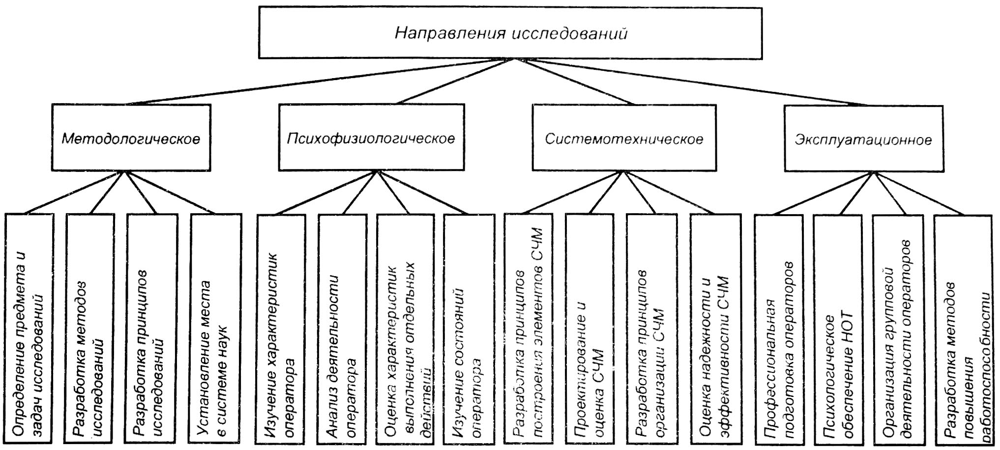 Направления исследований
Методологическое
Психофизиологическое
Системотехническое
Эксплуатационное
Определение предмета и
задач исследований
Разработка методов
исследований
Разработка принципов
исследований
Установление места
в системе наук
Изучение характеристик
оператора
Анализ деятельности
оператора
Оценка характеристик
выполнения отдельных
действий
Изучение состояний
оператора
Разработка принципов
построения элементов СЧМ
Проектирование и
оценка СЧМ
Разработка принципов
организации СЧМ
Оценка надежности и
эффективности СЧМ
Профессиональная
подготовка операторов
Психологическое
обеспечение НОТ
Организация групповой
деятельности операторов
Разработка методов
повышения
работоспособности